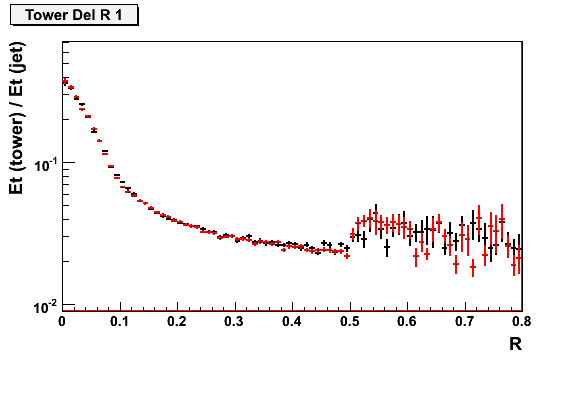 Tower Del R 1
Et (tower) / Et (jet)
10-1
10-2
0 0.1 0.2 0.3 0.4 0.5 0.6 0.7 0.8
R